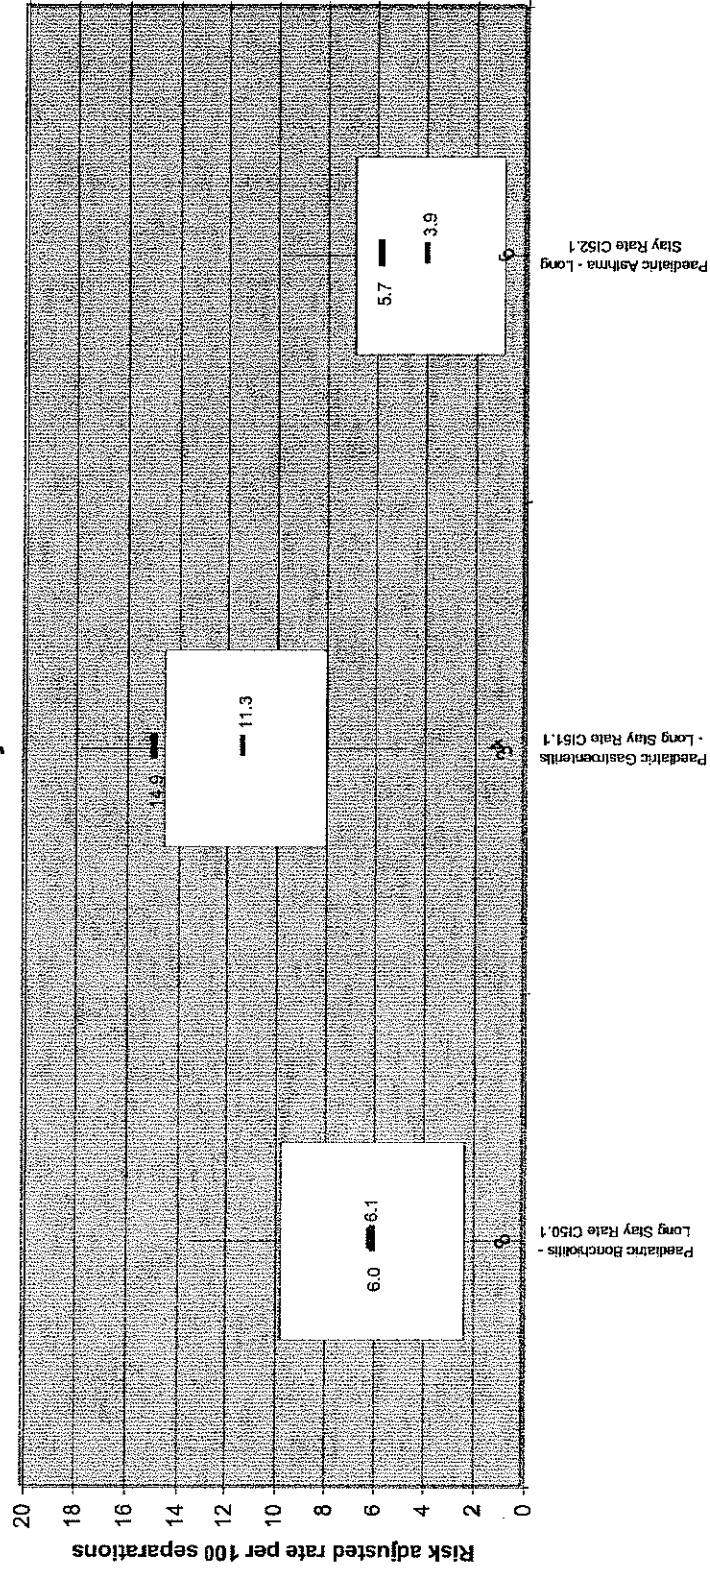 Risk adjusted rate per 100 separations
20
18
16
14
12
10
8
6
4
2
0
6.0
6.1
14.9
11.3
5.7
3.9
8
6
Paediatric Bonchiolitis -
Long Stay Rate CI50.1
Paediatric Gastroenteritis
- Long Stay Rate CI51.1
Paediatric Asthma - Long
Stay Rate CI52.1